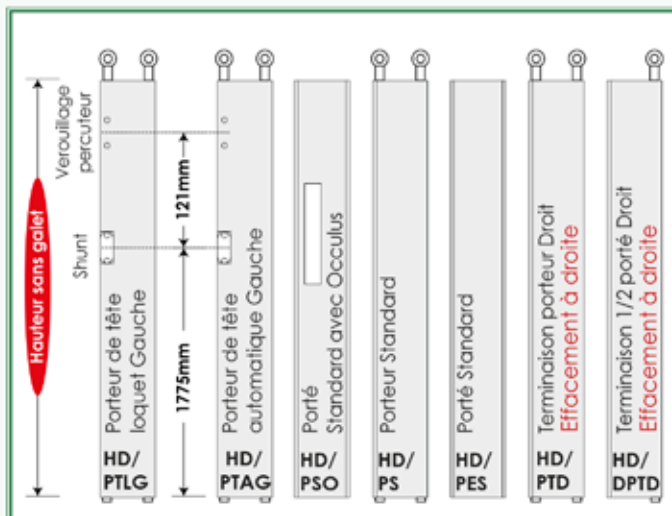 Hauteur sans galet
Verouillage
percuteur
Shunt
121mm
1775mm
Porteur de tête
loquet Gauche
HD/
PTLG
Porteur de tête
automatique Gauche
HD/
PTAG
Porté
Standard avec Occulus
HD/
PSO
Porteur Standard
HD/
PS
Porté Standard
HD/
PES
Terminaison porteur Droit
Effacement à droite
HD/
PTD
Terminaison 1/2 porté Droit
Effacement à droite
HD/
DPTD